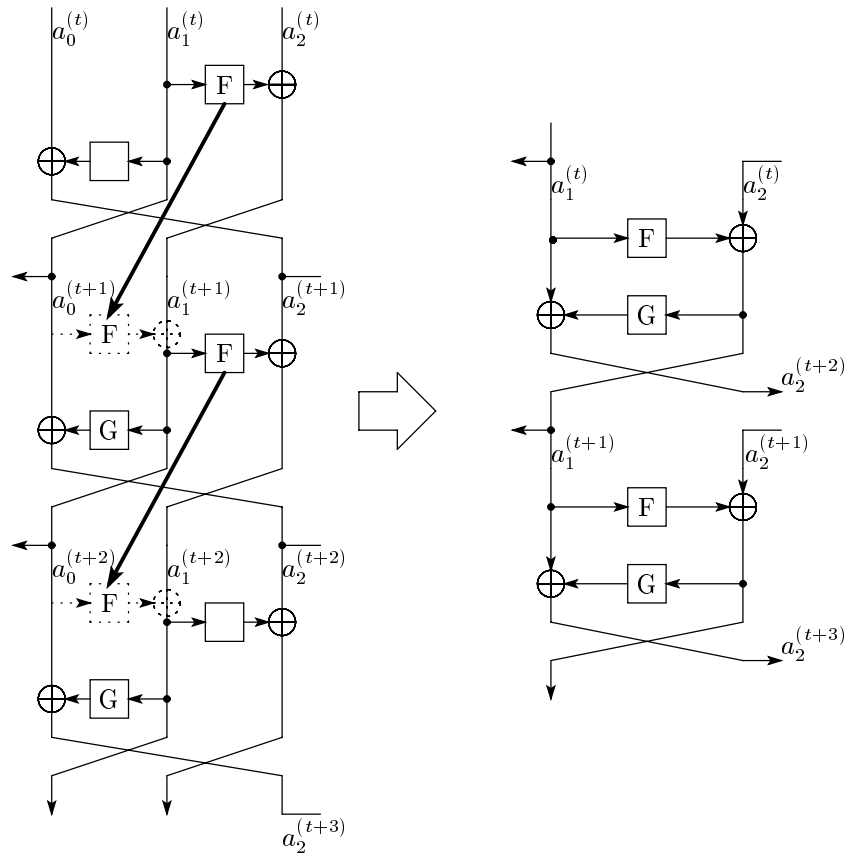 a_0^{(t)} a_1^{(t)} a_2^{(t)}
F
a_1^{(t)} a_2^{(t)}
F
a_0^{(t+1)} a_1^{(t+1)} a_2^{(t+1)}
F
G
F
a_2^{(t+2)}
G
a_1^{(t+1)} a_2^{(t+1)}
F
a_0^{(t+2)} a_1^{(t+2)} a_2^{(t+2)}
F
G
a_2^{(t+3)}
G
a_2^{(t+3)}